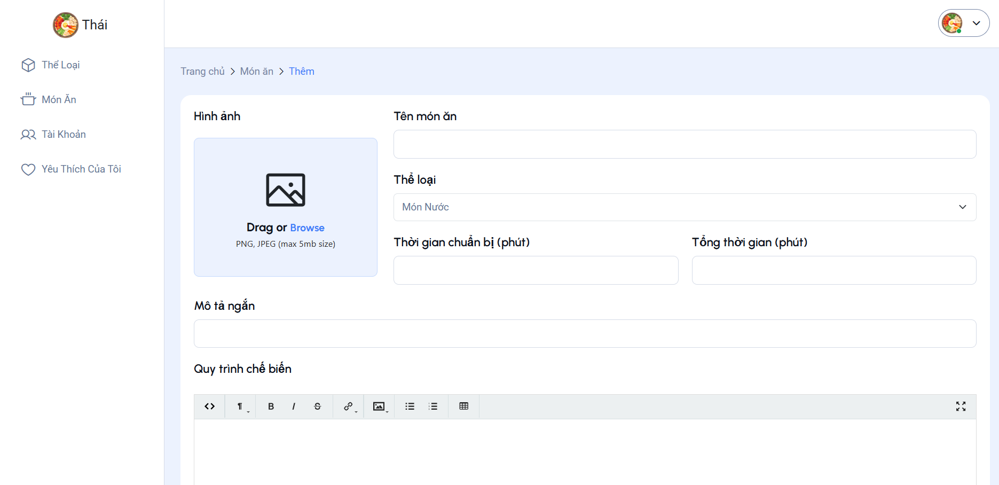 Thái
Thể Loại
Món Ăn
Tài Khoản
Yêu Thích Của Tôi
Trang chủ > Món ăn > Thêm
Hình ảnh
Drag or Browse
PNG, JPEG (max 5mb size)
Tên món ăn
Thể loại
Món Nước
Thời gian chuẩn bị (phút)
Tổng thời gian (phút)
Mô tả ngắn
Quy trình chế biến
<> ¶ B I S